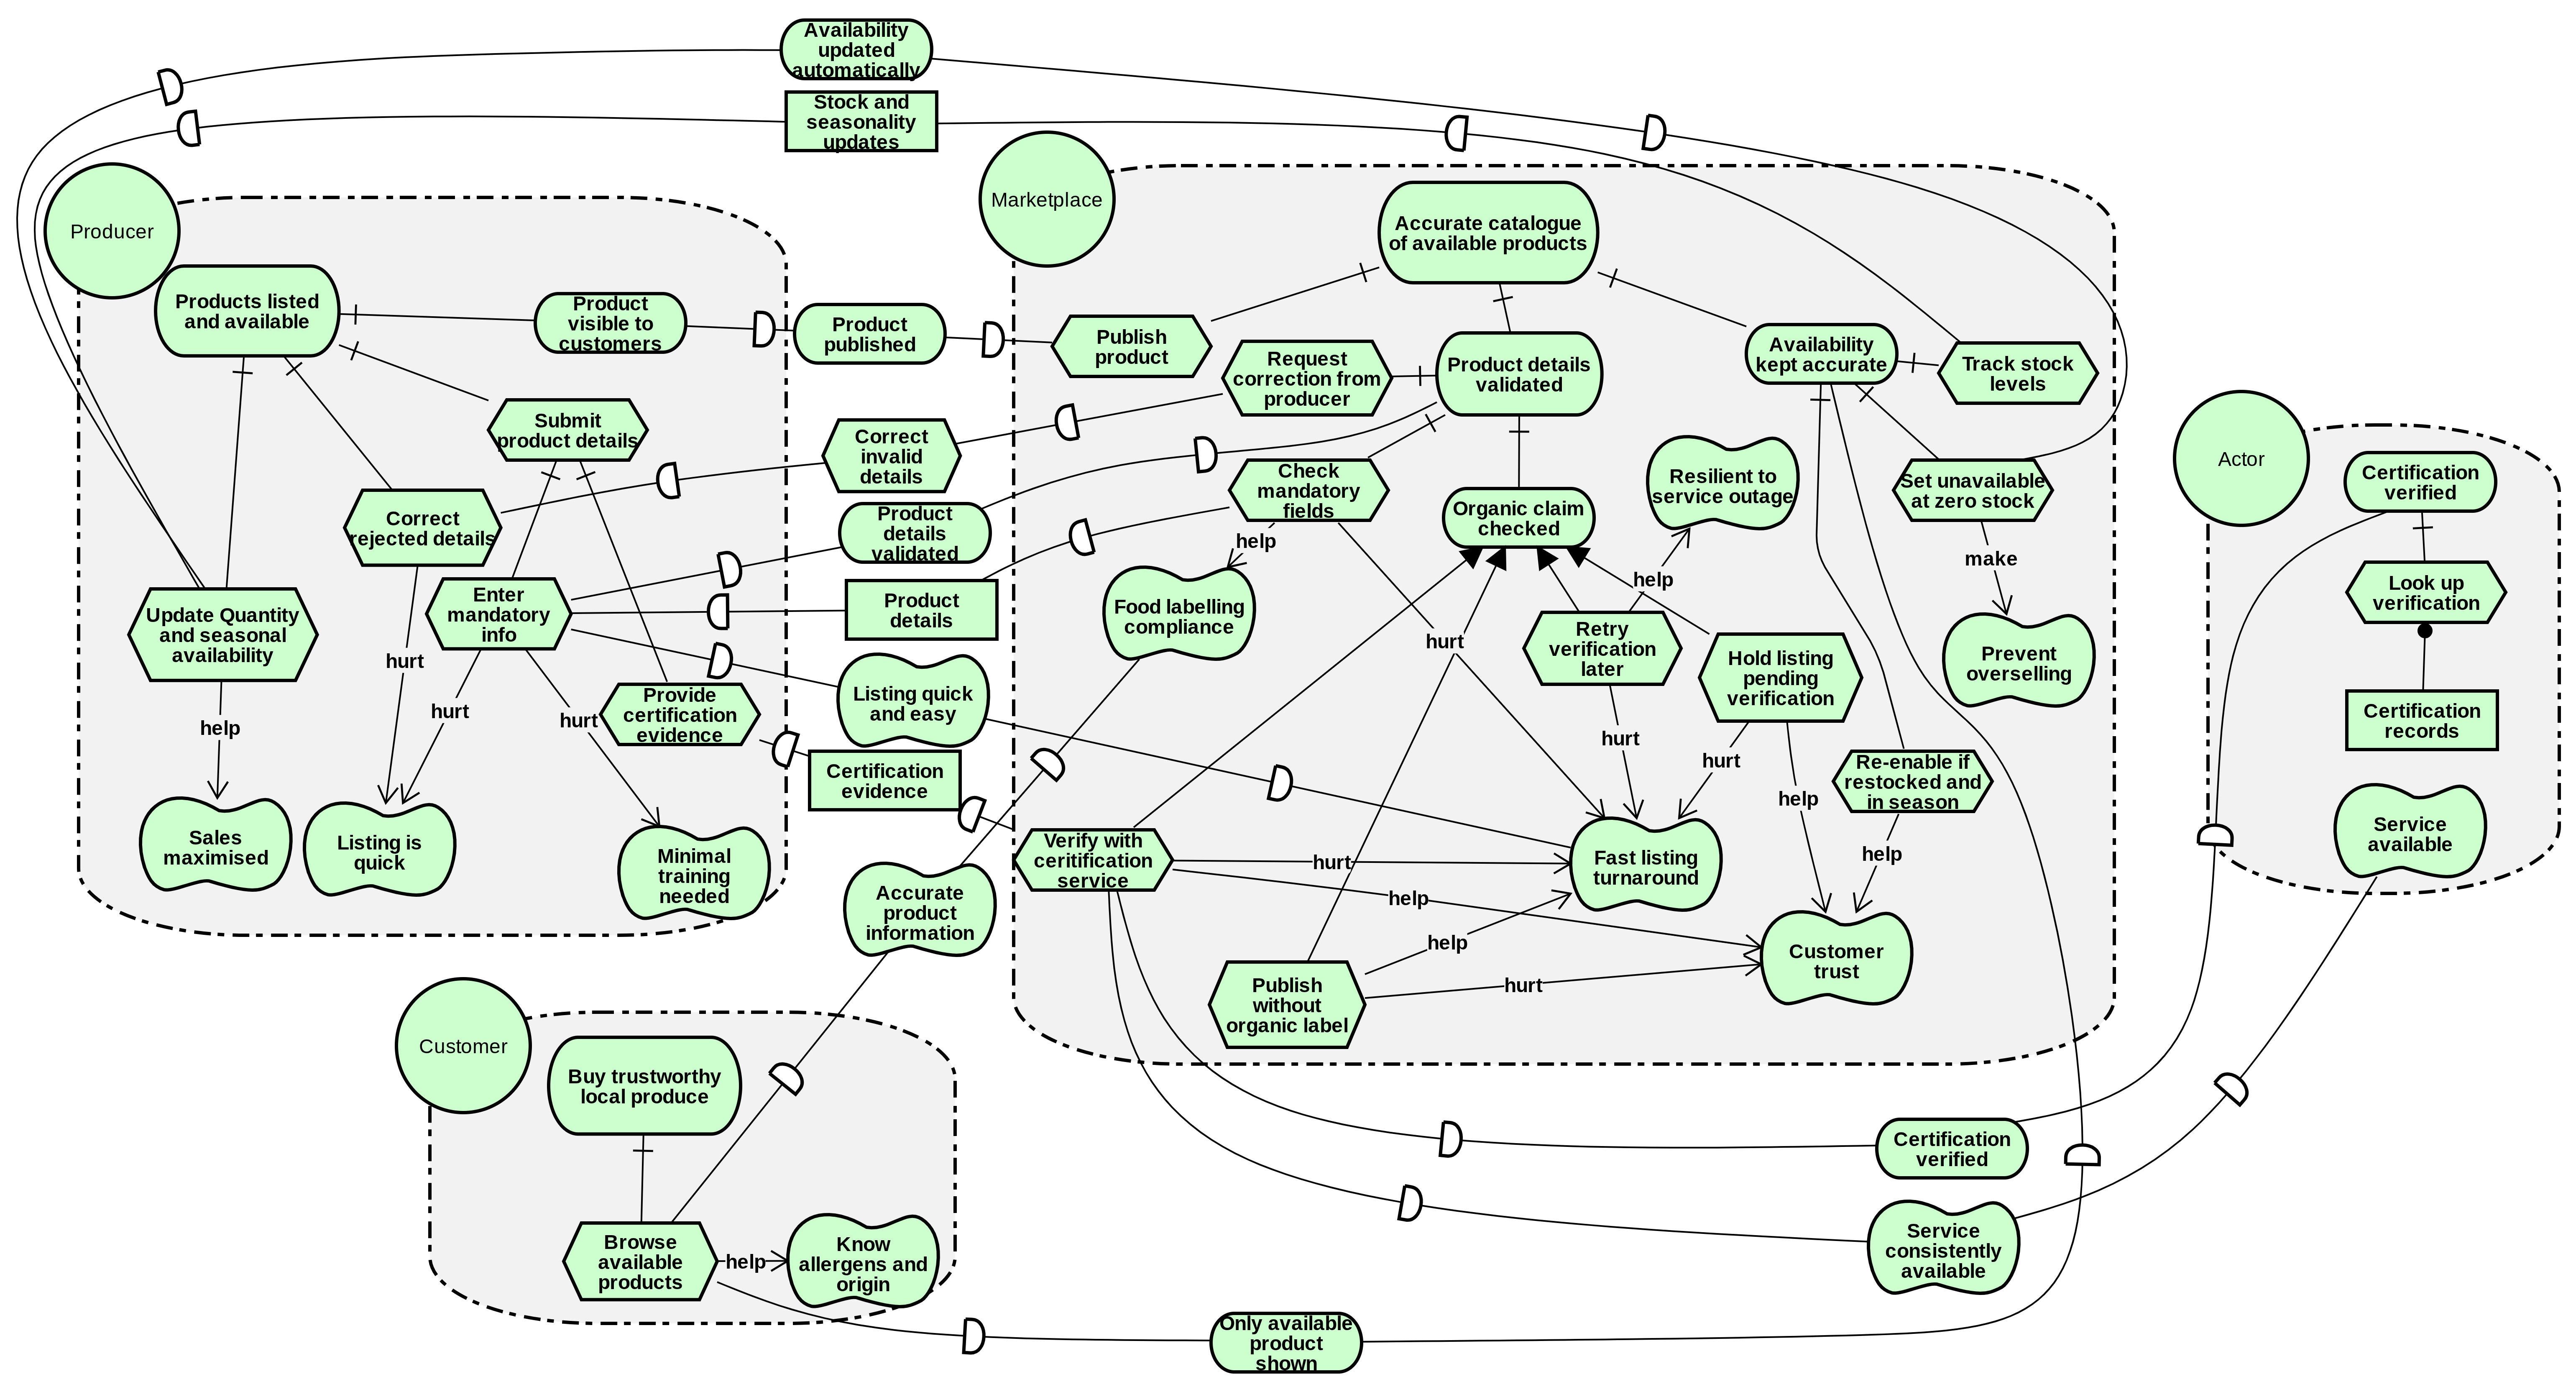 Availability
updated
automatically
Stock and
seasonality
updates
Producer
Products listed
and available
Product
visible to
customers
Submit
product details
Correct
rejected details
Update Quantity
and seasonal
availability
Enter
mandatory
info
Provide
certification
evidence
hurt
hurt
hurt
help
Sales
maximised
Listing is
quick
Minimal
training
needed
Product
published
Correct
invalid
details
Product
details
validated
Product
details
Listing quick
and easy
Certification
evidence
Accurate
product
information
Marketplace
Accurate catalogue
of available products
Publish
product
Request
correction from
producer
Product details
validated
Availability
kept accurate
Track stock
levels
Check
mandatory
fields
Organic claim
checked
Resilient to
service outage
Set unavailable
at zero stock
help
help
make
Food labelling
compliance
hurt
Retry
verification
later
Hold listing
pending
verification
Prevent
overselling
hurt
hurt
help
Re-enable if
restocked and
in season
Verify with
ceritification
service
hurt
help
Fast listing
turnaround
help
help
hurt
Publish
without
organic label
Customer
trust
Actor
Certification
verified
Look up
verification
Certification
records
Service
available
Customer
Buy trustworthy
local produce
Browse
available
products
help
Know
allergens and
origin
Certification
verified
Service
consistently
available
Only available
product
shown